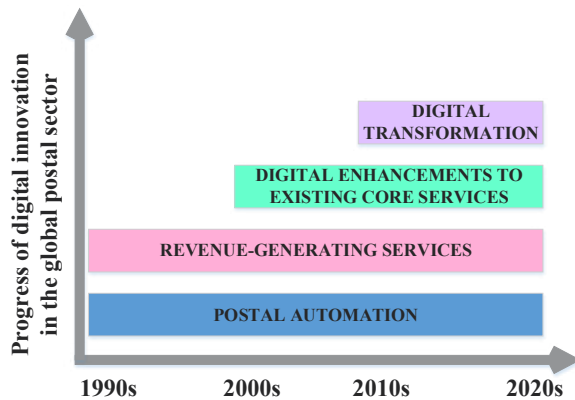 Progress of digital innovation
in the global postal sector
DIGITAL
TRANSFORMATION
DIGITAL ENHANCEMENTS TO
EXISTING CORE SERVICES
REVENUE-GENERATING SERVICES
POSTAL AUTOMATION
1990s 2000s 2010s 2020s